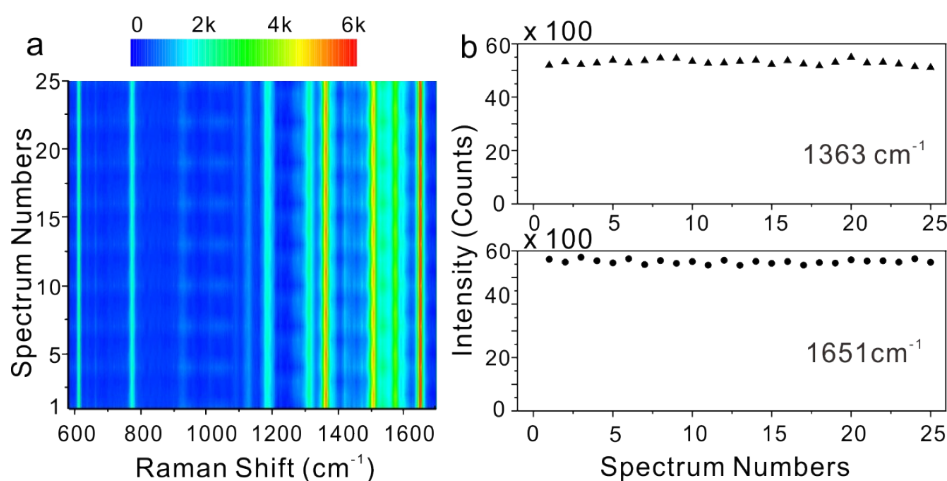 a
0 2k 4k 6k
Spectrum Numbers
25
20
15
10
5
1
600 800 1000 1200 1400 1600
Raman Shift (cm⁻¹)
b
x 100
60
40
20
0
1363 cm⁻¹
0 5 10 15 20 25
Intensity (Counts)
x 100
60
40
20
0
1651cm⁻¹
0 5 10 15 20 25
Spectrum Numbers